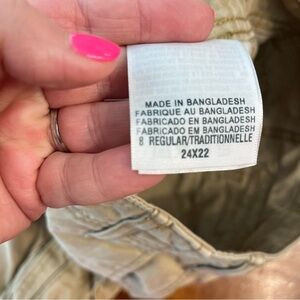 MADE IN BANGLADESH
FABRIQUE AU BANGLADESH
FABRICADO EN BANGLADESH
FABRICADO EM BANGLADESH
8 REGULAR/TRADITIONNELLE
24X22